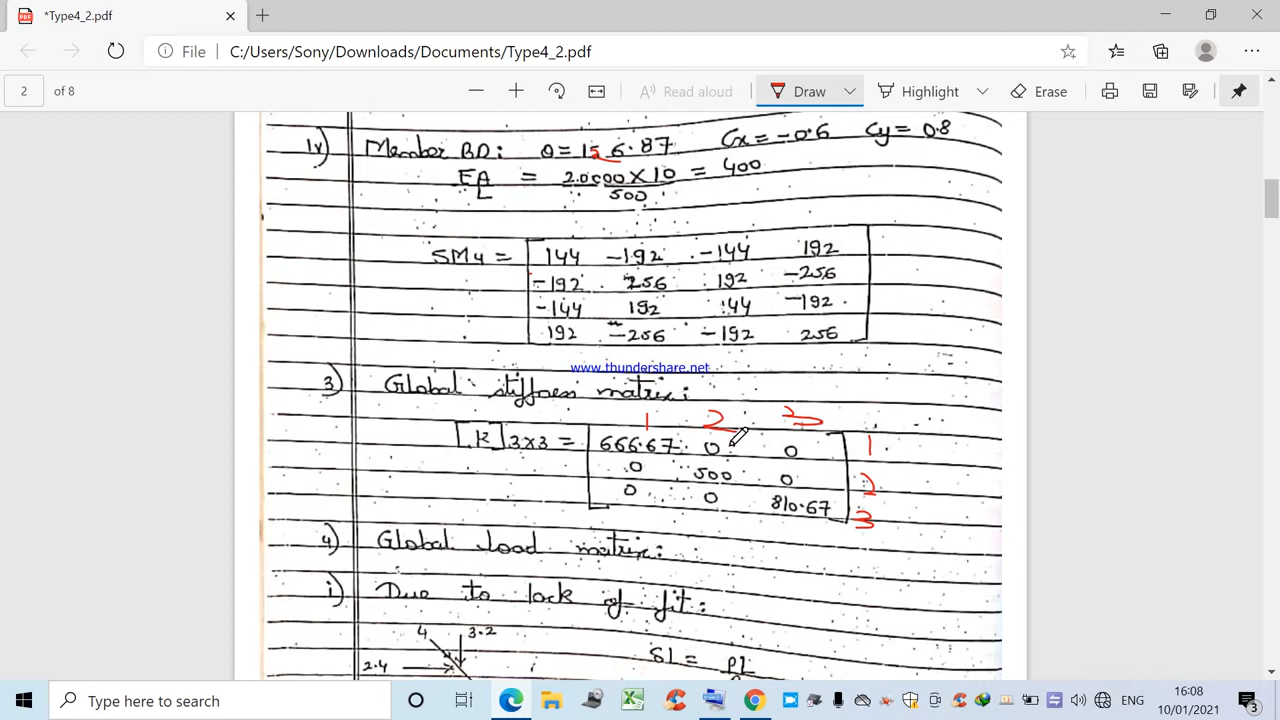 *Type4_2.pdf
File C:/Users/Sony/Downloads/Documents/Type4_2.pdf
2 of 8 Read aloud Draw Highlight Erase
iv) Member BD: θ = 156.87 Cx = -0.6 Cy = 0.8
EA/L = 20000 × 10 / 500 = 400
SM4 =
144 -192 -144 192
-192 256 192 -256
-144 192 144 -192
192 -256 -192 256
www.thundershare.net
3) Global stiffness matrix:
1 2 3
[K] 3x3 = 666.67 0 0 1
0 500 0 2
0 0 810.67 3
4) Global load matrix:
i) Due to lack of fit:
4 3.2
2.4
δl = Pl
Type here to search
ENG
16:08
10/01/2021
3